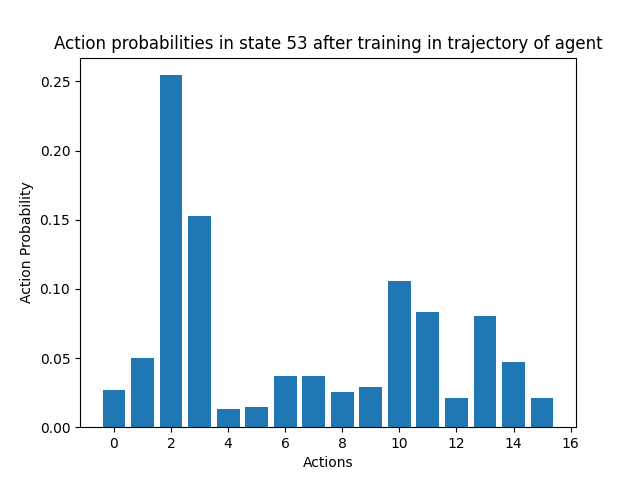 Action probabilities in state 53 after training in trajectory of agent
0.25
0.20
0.15
0.10
0.05
0.00
Action Probability
0 2 4 6 8 10 12 14 16
Actions